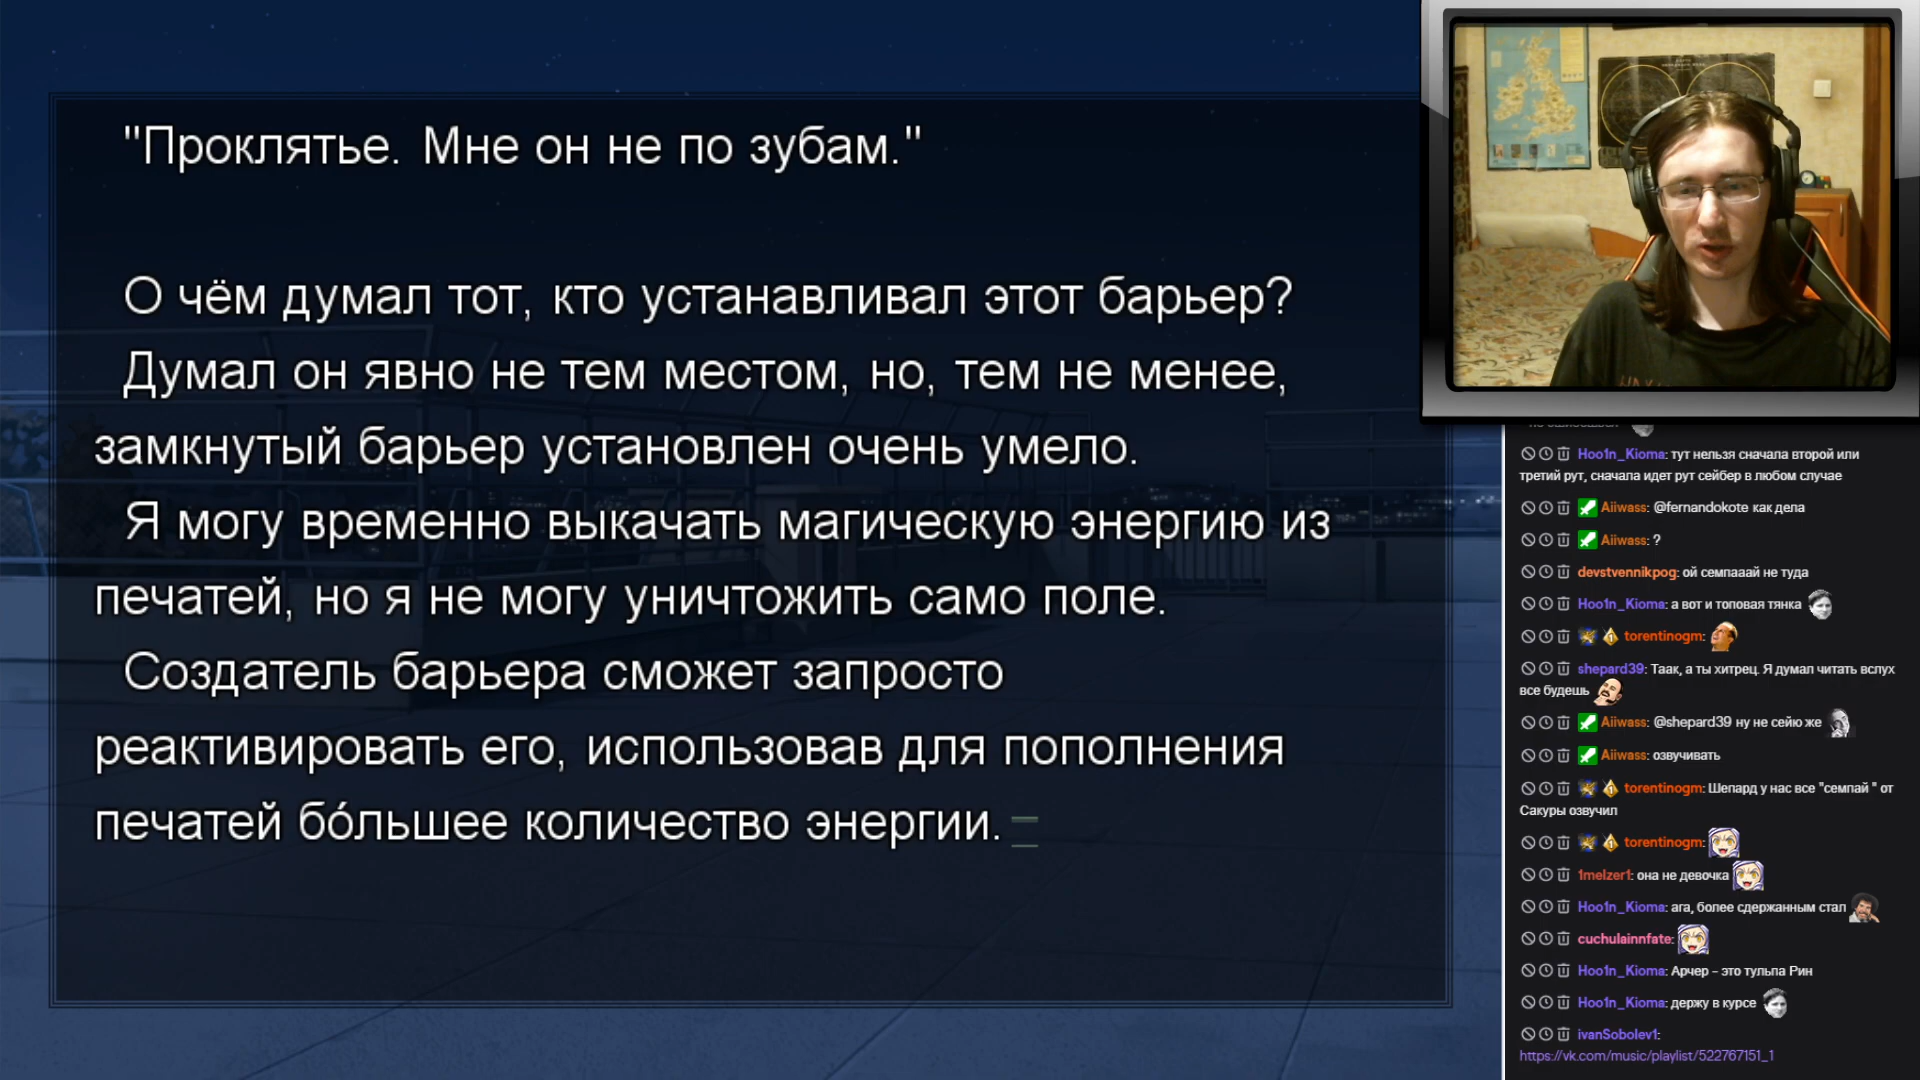 "Проклятье. Мне он не по зубам."
О чём думал тот, кто устанавливал этот барьер?
Думал он явно не тем местом, но, тем не менее,
замкнутый барьер установлен очень умело.
Я могу временно выкачать магическую энергию из
печатей, но я не могу уничтожить само поле.
Создатель барьера сможет запросто
реактивировать его, использовав для пополнения
печатей бо́льшее количество энергии.
Hoo1n_Kioma: тут нельзя сначала второй или
третий рут, сначала идет рут сейбер в любом случае
Aiiwass: @fernandokote как дела
Aiiwass: ?
devstvennikpog: ой семпааай не туда
Hoo1n_Kioma: а вот и топовая тянка
torentinogm:
shepard39: Таак, а ты хитрец. Я думал читать вслух
все будешь
Aiiwass: @shepard39 ну не сейю же
Aiiwass: озвучивать
torentinogm: Шепард у нас все "семпай " от
Сакуры озвучил
torentinogm:
1melzer1: она не девочка
Hoo1n_Kioma: ага, более сдержанным стал
cuchulainnfate:
Hoo1n_Kioma: Арчер - это тульпа Рин
Hoo1n_Kioma: держу в курсе
ivanSobolev1:
https://vk.com/music/playlist/522767151_1